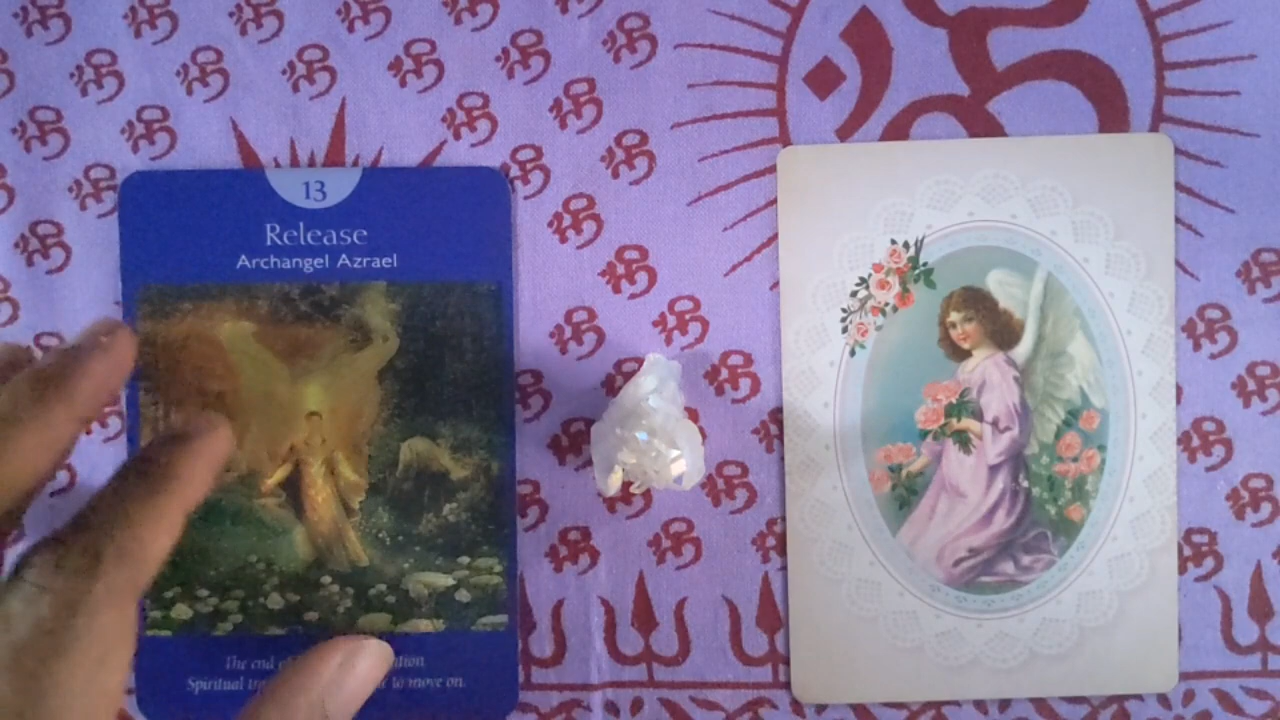 13
Release
Archangel Azrael
The end
Spiritual to move on.